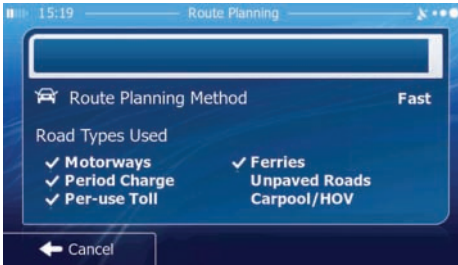 15:19 Route Planning
Route Planning Method Fast
Road Types Used
Motorways Ferries
Period Charge Unpaved Roads
Per-use Toll Carpool/HOV
Cancel